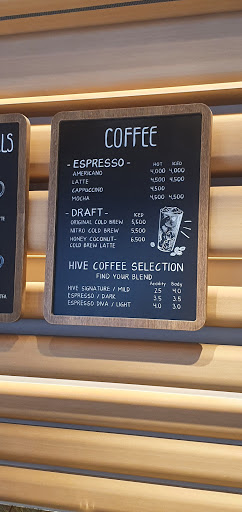 LS
COFFEE
- ESPRESSO - HOT ICED
AMERICANO 4,000 4,000
LATTE 4,500 4,500
CAPPUCCINO 4,500
MOCHA 4,500 4,500
- DRAFT - ICED
ORIGINAL COLD BREW 5,500
NITRO COLD BREW 5,500
HONEY COCONUT- 6,500
COLD BREW LATTE
HIVE COFFEE SELECTION
FIND YOUR BLEND
Acidity Body
HIVE SIGNATURE / MILD 2.5 4.0
ESPRESSO / DARK 3.5 3.5
ESPRESSO DIVA / LIGHT 4.0 3.0